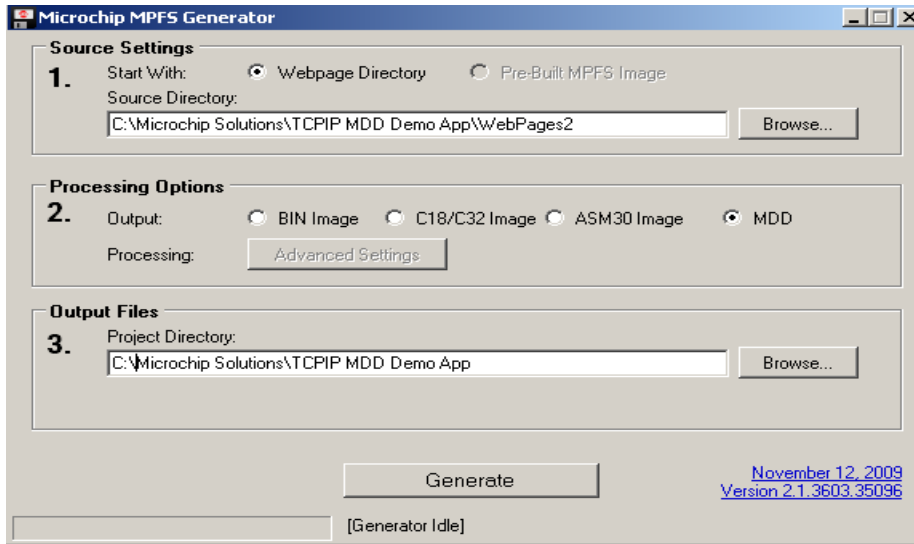 Microchip MPFS Generator
Source Settings
1. Start With: Webpage Directory Pre-Built MPFS Image
Source Directory:
C:\Microchip Solutions\TCPIP MDD Demo App\WebPages2 Browse...
Processing Options
2. Output: BIN Image C18/C32 Image ASM30 Image MDD
Processing: Advanced Settings
Output Files
3. Project Directory:
C:\Microchip Solutions\TCPIP MDD Demo App Browse...
Generate
November 12, 2009
Version 2.1.3603.35096
[Generator Idle]